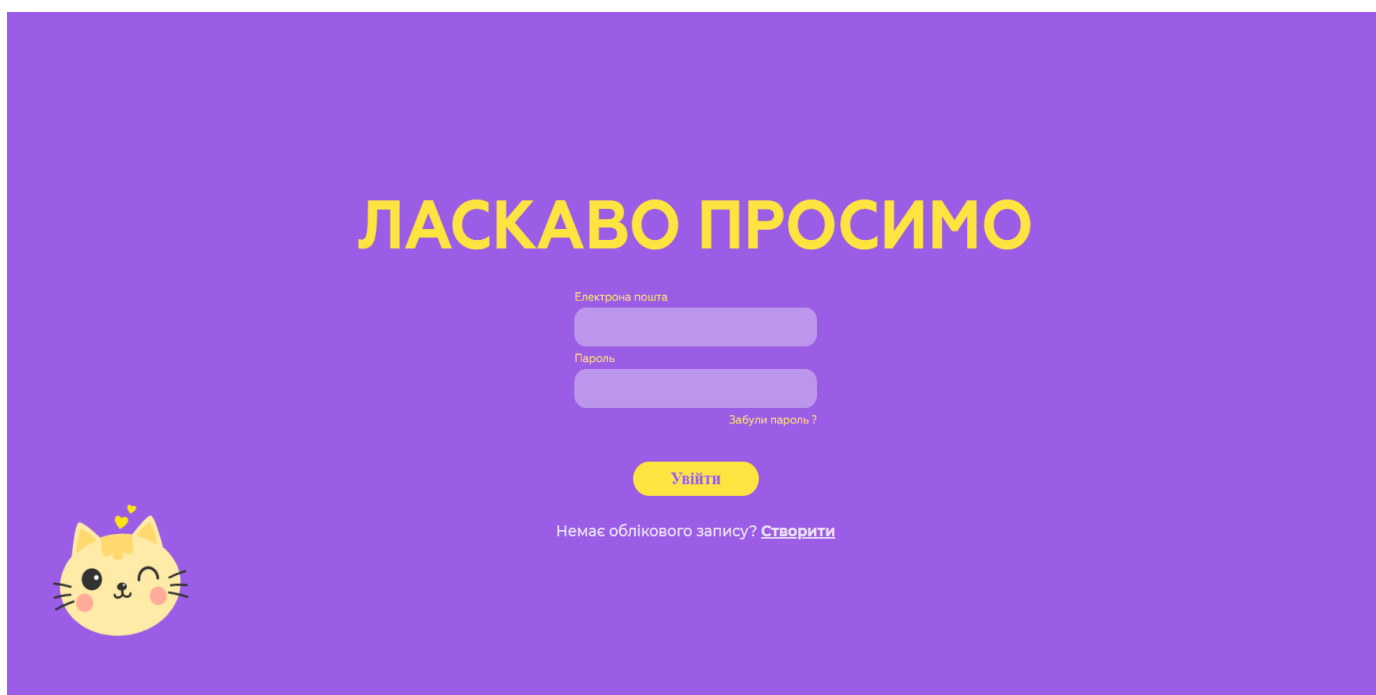 ЛАСКАВО ПРОСИМО
Електрона пошта
Пароль
Забули пароль ?
Увійти
Немає облікового запису? Створити